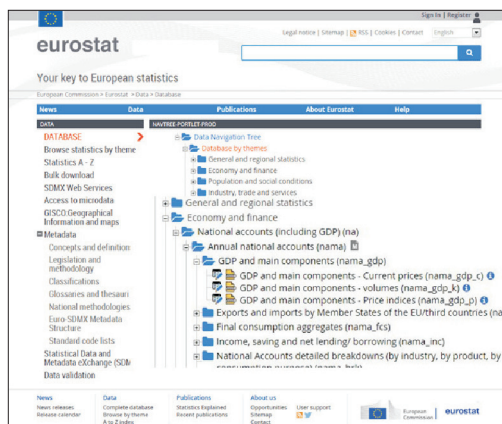 Sign in | Register
Legal notice | Sitemap | RSS | Cookies | Contact English
eurostat
Your key to European statistics
European Commission > Eurostat > Data > Database
News Data Publications About Eurostat Help
DATA
DATABASE
Browse statistics by theme
Statistics A - Z
Bulk download
SDMX Web Services
Access to microdata
GISCO:Geographical
Information and maps
Metadata
Concepts and definition
Legislation and
methodology
Classifications
Glossaries and thesauri
National methodologies
Euro-SDMX Metadata
Structure
Standard code lists
Statistical Data and
Metadata eXchange (SDM
Data validation
NAVTREE-PORTLET-PROD
Data Navigation Tree
Database by themes
General and regional statistics
Economy and finance
Population and social conditions
Industry, trade and services
General and regional statistics
Economy and finance
National accounts (including GDP) (na)
Annual national accounts (nama)
GDP and main components (nama_gdp)
GDP and main components - Current prices (nama_gdp_c)
GDP and main components - volumes (nama_gdp_k)
GDP and main components - Price indices (nama_gdp_p)
Exports and imports by Member States of the EU/third countries (na
Final consumption aggregates (nama_fcs)
Income, saving and net lending/ borrowing (nama_inc)
National Accounts detailed breakdowns (by industry, by product, by
News
News releases
Release calendar
Data
Complete database
Browse by theme
A to Z index
Publications
Statistics Explained
Recent publications
About us
Opportunities
Sitemap
Contact
User support
European
Commission
eurostat